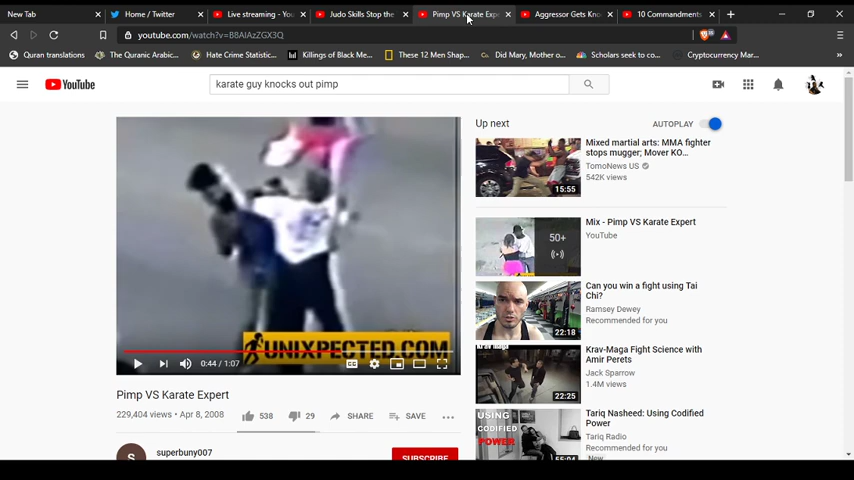 New Tab
Home / Twitter
Live streaming - You
Judo Skills Stop the
Pimp VS Karate Expe
Aggressor Gets Kno
10 Commandments
youtube.com/watch?v=B8AlAzZGX3Q
Quran translations
The Quranic Arabic...
Hate Crime Statistic...
Killings of Black Me...
These 12 Men Shap...
Did Mary, Mother o...
Scholars seek to co...
Cryptocurrency Mar...
YouTube
karate guy knocks out pimp
Up next
AUTOPLAY
Mixed martial arts: MMA fighter
stops mugger; Mover KO...
TomoNews US
542K views
15:55
Mix - Pimp VS Karate Expert
YouTube
50+
Can you win a fight using Tai
Chi?
Ramsey Dewey
Recommended for you
22:18
Krav-Maga Fight Science with
Amir Perets
Jack Sparrow
1.4M views
Krav Maga
22:25
Tariq Nasheed: Using Codified
Power
Tariq Radio
Recommended for you
New
USING
CODIFIED
POWER
55:04
UNIXPECTED.COM
0:44 / 1:07
Pimp VS Karate Expert
229,404 views • Apr 8, 2008
538
29
SHARE
SAVE
S
superbuny007
SUBSCRIBE